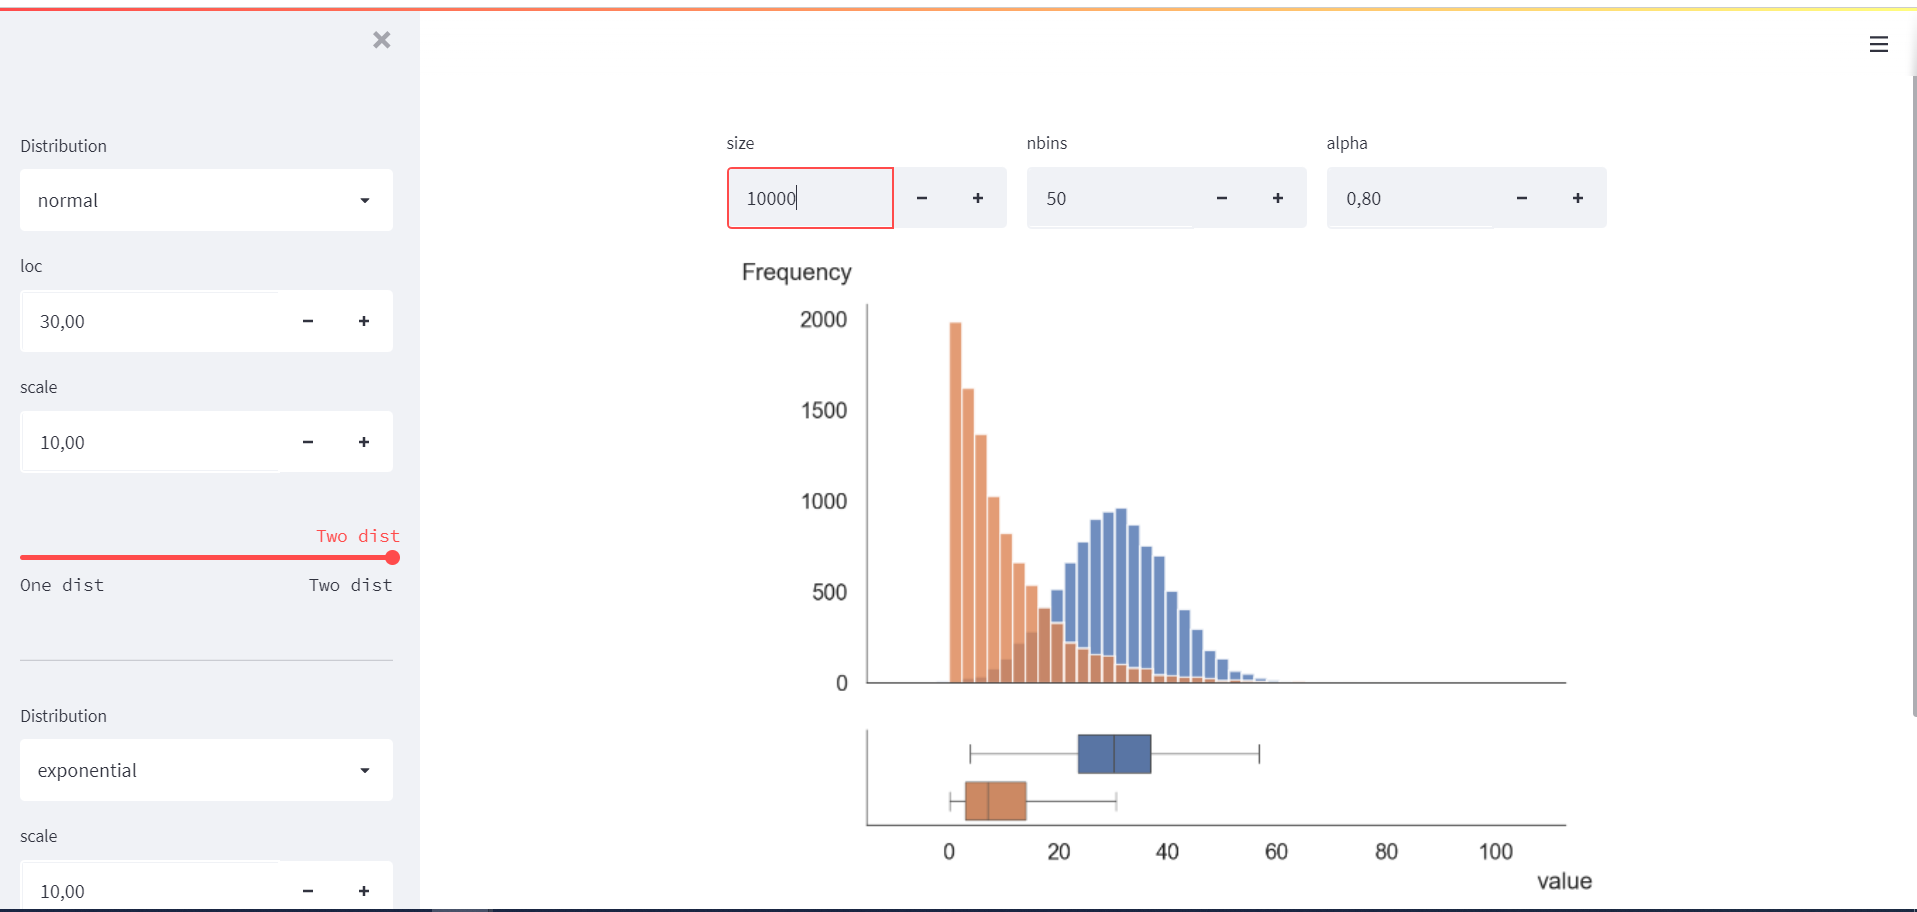 Distribution
normal
loc
30,00
scale
10,00
Two dist
One dist Two dist
Distribution
exponential
scale
10,00
size nbins alpha
10000 50 0,80
Frequency
2000
1500
1000
500
0
0 20 40 60 80 100
value